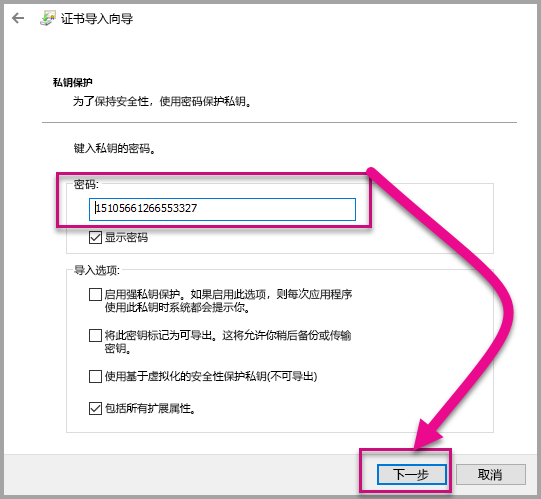 证书导入向导
私钥保护
为了保持安全性，使用密码保护私钥。
键入私钥的密码。
密码:
15105661266553327
显示密码
导入选项:
启用强私钥保护。如果启用此选项，则每次应用程序
使用此私钥时系统都会提示你。
将此密钥标记为可导出。这将允许你稍后备份或传输
密钥。
使用基于虚拟化的安全性保护私钥(不可导出)
包括所有扩展属性。
下一步
取消